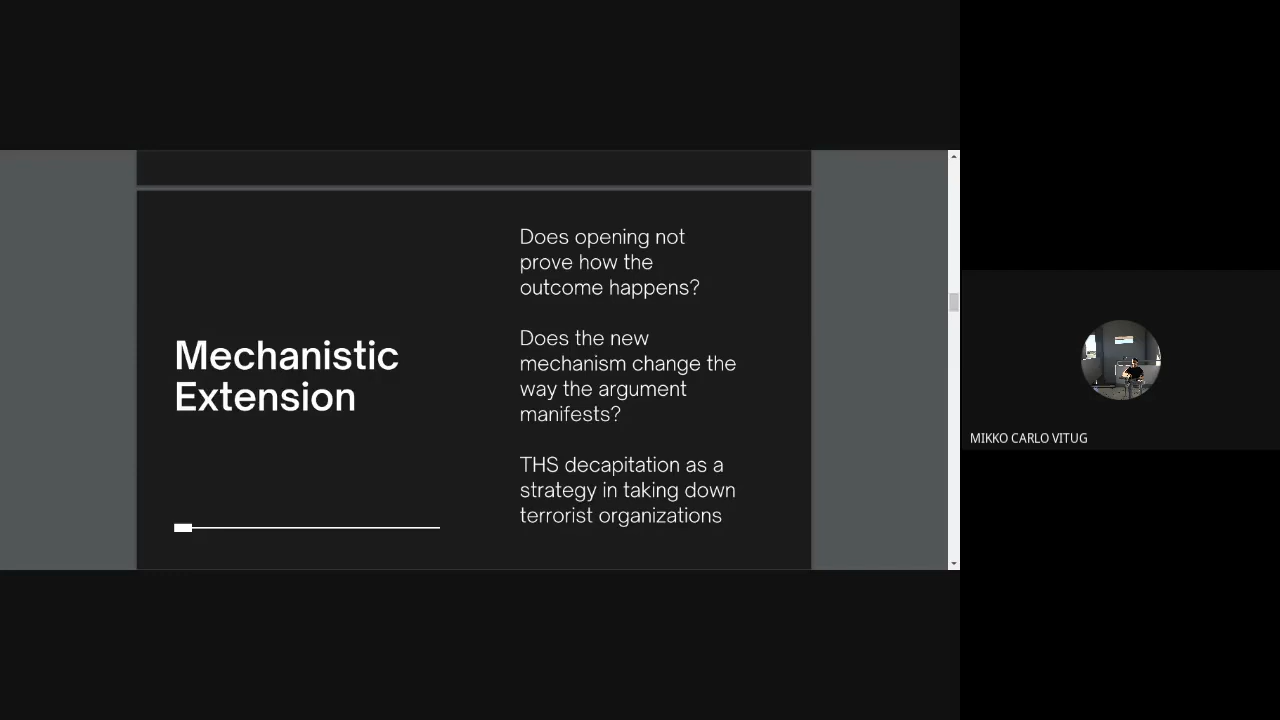 Mechanistic
Extension
Does opening not
prove how the
outcome happens?
Does the new
mechanism change the
way the argument
manifests?
THS decapitation as a
strategy in taking down
terrorist organizations
MIKKO CARLO VITUG